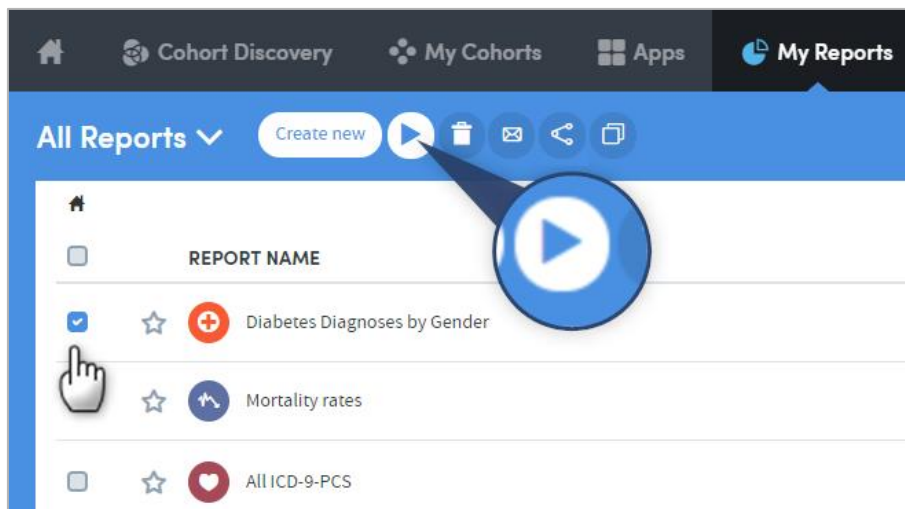 Cohort Discovery My Cohorts Apps My Reports
All Reports Create new
REPORT NAME
Diabetes Diagnoses by Gender
Mortality rates
All ICD-9-PCS